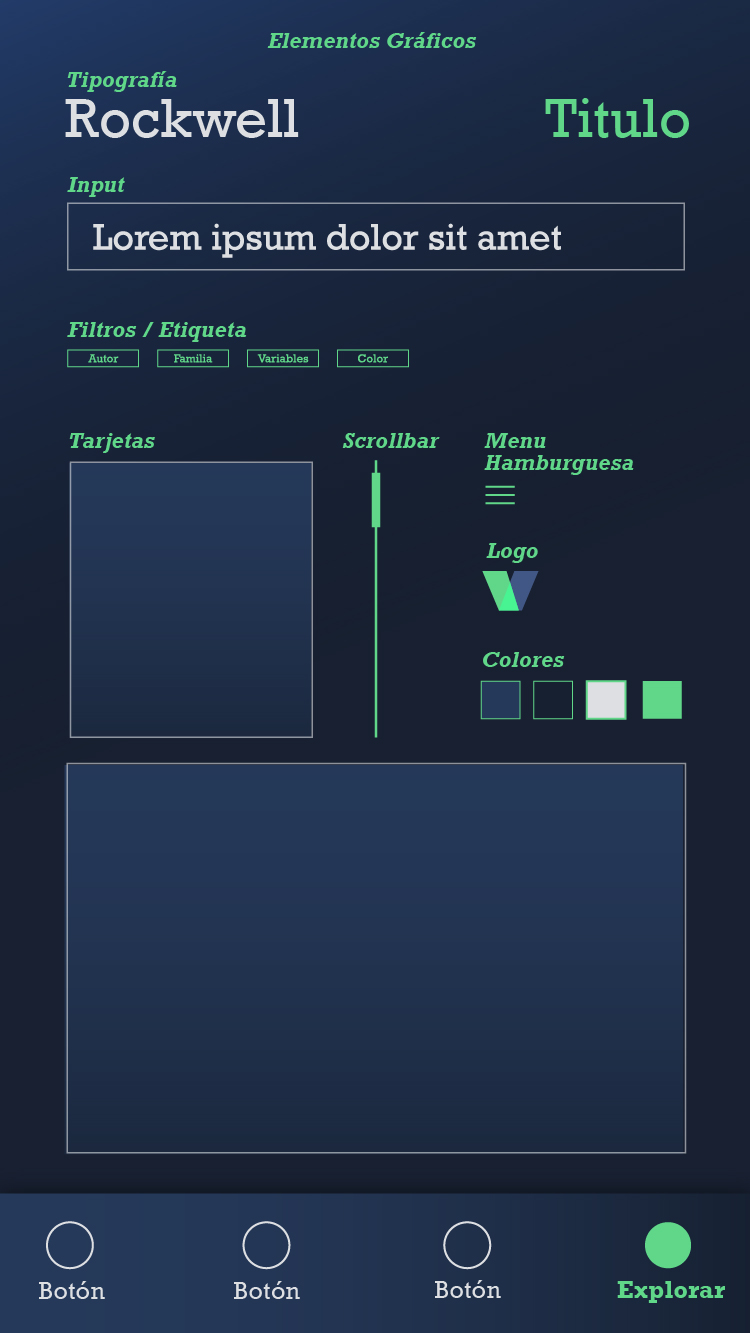 Elementos Gráficos
Tipografía
Rockwell
Titulo
Input
Lorem ipsum dolor sit amet
Filtros / Etiqueta
Autor
Familia
Variables
Color
Tarjetas
Scrollbar
Menu
Hamburguesa
Logo
Colores
Botón
Botón
Botón
Explorar